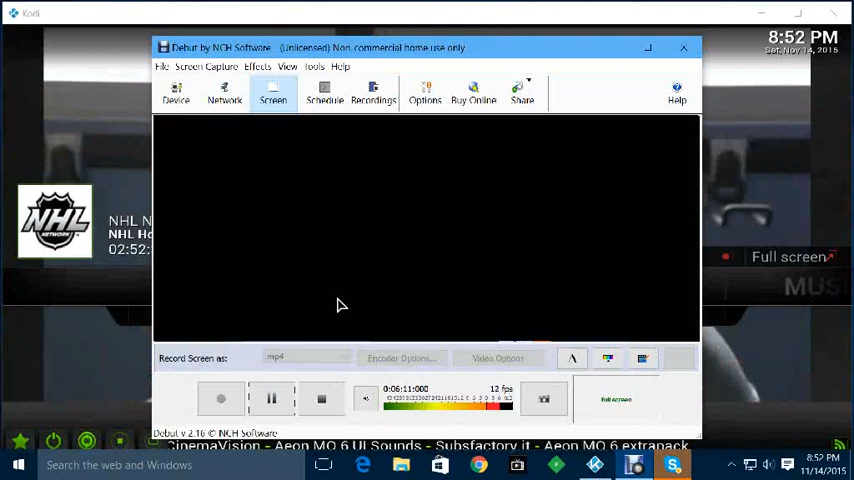 Kodi
8:52 PM
Sat, Nov 14, 2015
Debut by NCH Software (Unlicensed) Non commercial home use only
File Screen Capture Effects View Tools Help
Device Network Screen Schedule Recordings Options Buy Online Share Help
NHL
NETWORK
NHL N
NHL Ho
02:52:
Full screen
MUS
Record Screen as: mp4 Encoder Options... Video Options
A
0:06:11:000 12 fps
Full screen
Debut v 2.16 © NCH Software
CinemaVision - Aeon MQ 6 UI Sounds - Subsfactory it - Aeon MQ 6 extrapack
Search the web and Windows
8:52 PM
11/14/2015